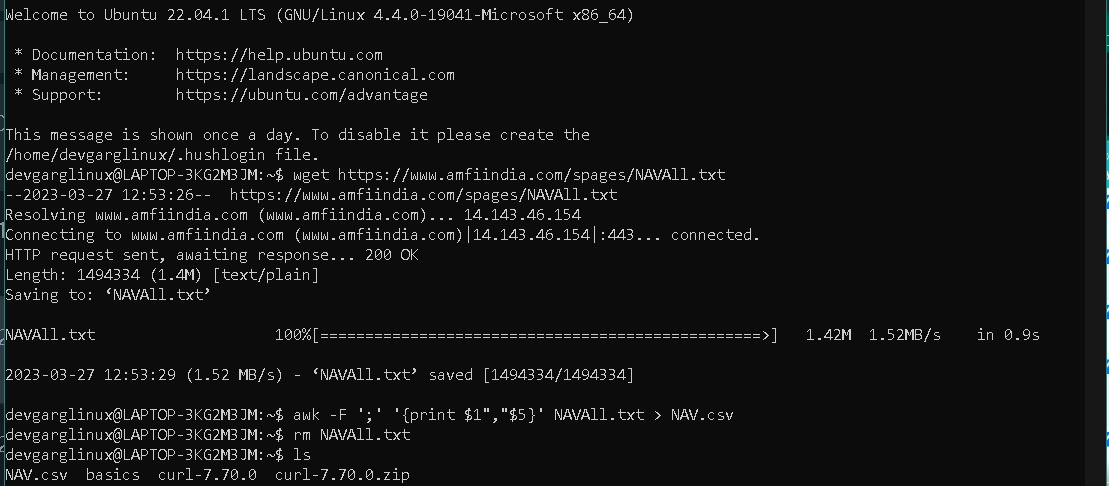 Welcome to Ubuntu 22.04.1 LTS (GNU/Linux 4.4.0-19041-Microsoft x86_64)
* Documentation:  https://help.ubuntu.com
* Management:     https://landscape.canonical.com
* Support:        https://ubuntu.com/advantage
This message is shown once a day. To disable it please create the
/home/devgarglinux/.hushlogin file.
devgarglinux@LAPTOP-3KG2M3JM:~$ wget https://www.amfiindia.com/spages/NAVAll.txt
--2023-03-27 12:53:26--  https://www.amfiindia.com/spages/NAVAll.txt
Resolving www.amfiindia.com (www.amfiindia.com)... 14.143.46.154
Connecting to www.amfiindia.com (www.amfiindia.com)|14.143.46.154|:443... connected.
HTTP request sent, awaiting response... 200 OK
Length: 1494334 (1.4M) [text/plain]
Saving to: ‘NAVAll.txt’
NAVAll.txt                    100%[=================================================>]   1.42M  1.52MB/s    in 0.9s
2023-03-27 12:53:29 (1.52 MB/s) - ‘NAVAll.txt’ saved [1494334/1494334]
devgarglinux@LAPTOP-3KG2M3JM:~$ awk -F ';' '{print $1","$5}' NAVAll.txt > NAV.csv
devgarglinux@LAPTOP-3KG2M3JM:~$ rm NAVAll.txt
devgarglinux@LAPTOP-3KG2M3JM:~$ ls
NAV.csv  basics  curl-7.70.0  curl-7.70.0.zip